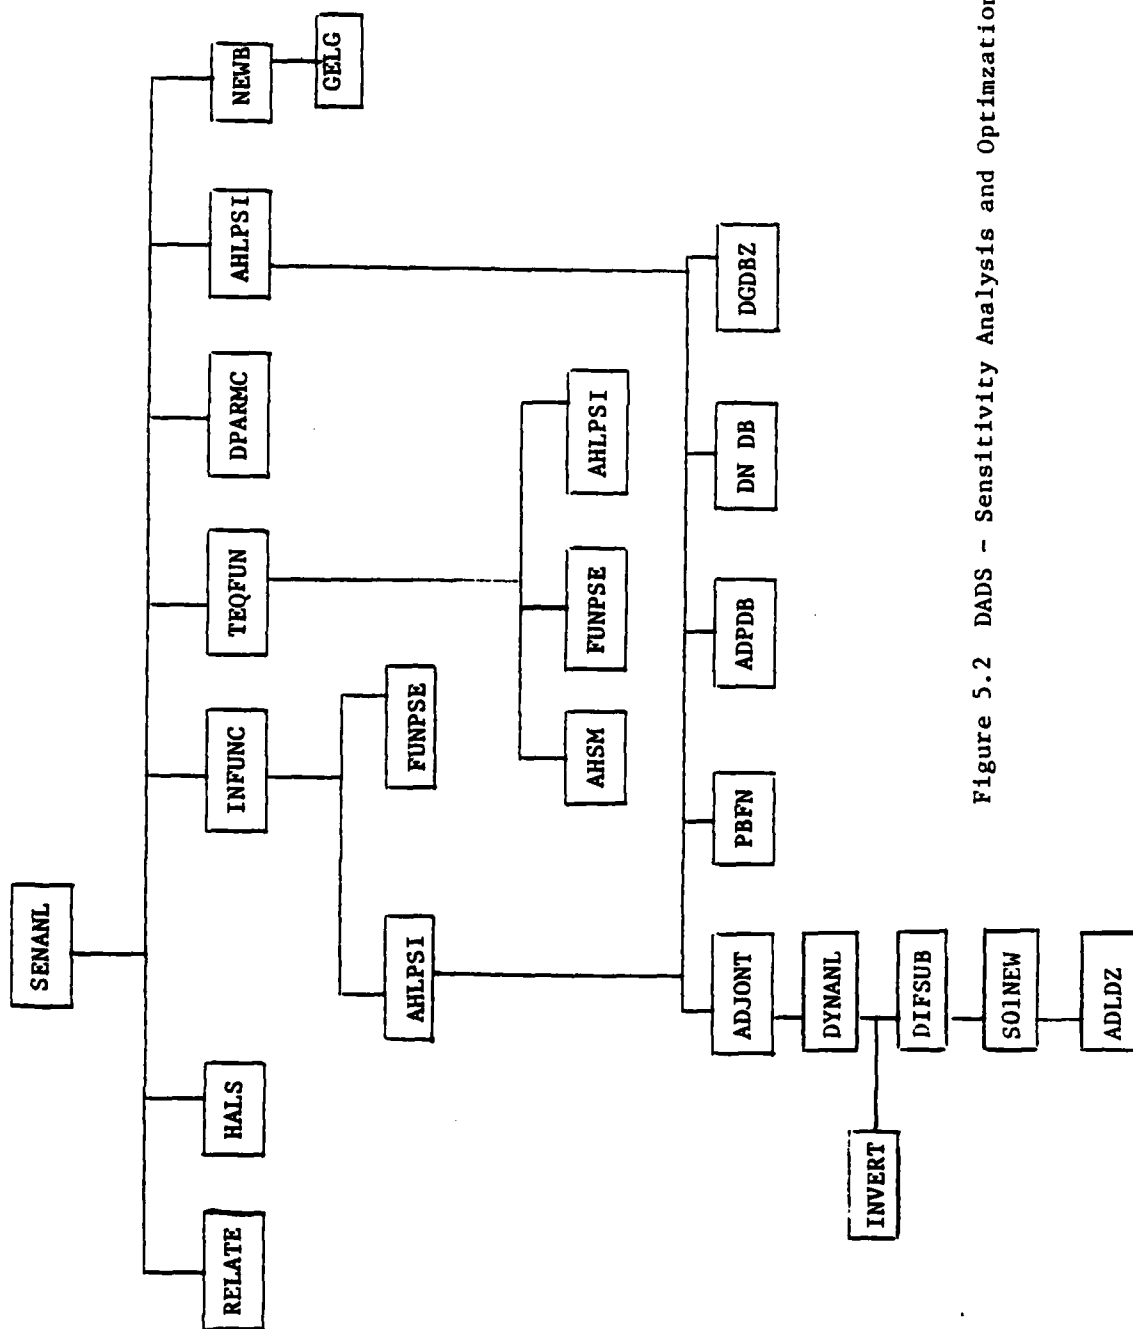 SENANL
RELATE
HALS
INFUNC
TEQFUN
DPARMC
AHLPSI
NEWB
GELG
AHLPSI
FUNPSE
AHSM
FUNPSE
AHLPSI
ADJONT
PBFN
ADPDB
DN DB
DGDBZ
DYNANL
INVERT
DIFSUB
SO1NEW
ADLDZ
Figure 5.2 DADS - Sensitivity Analysis and Optimzation